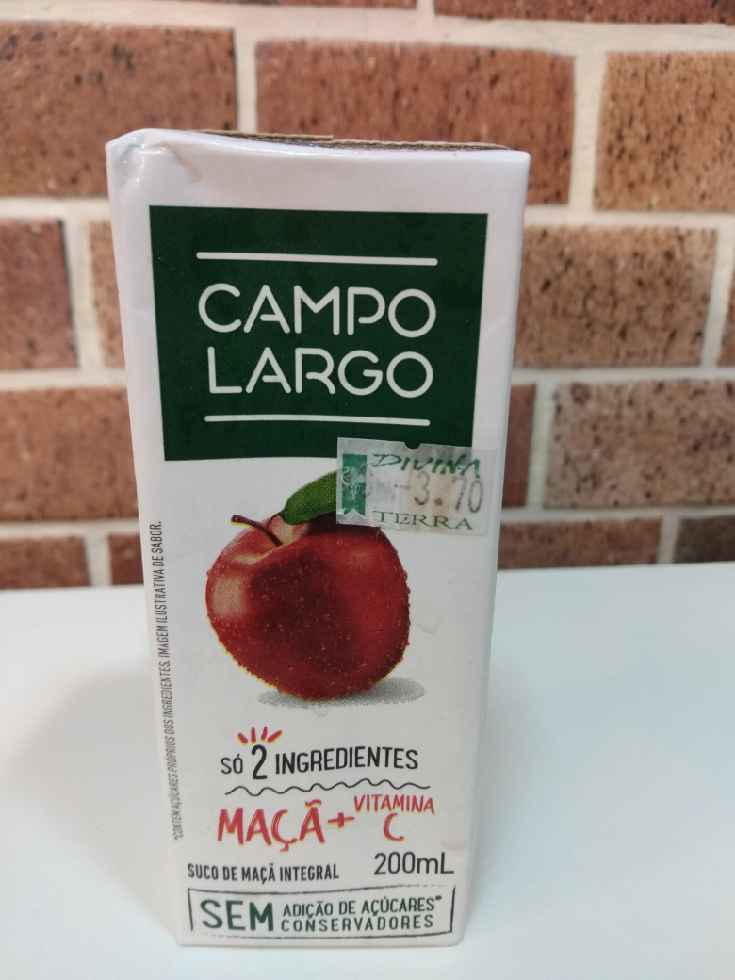 CAMPO
LARGO
DIVINA
3.70
TERRA
*CONTÉM AÇÚCARES PRÓPRIOS DOS INGREDIENTES. IMAGEM ILUSTRATIVA DE SABOR.
SÓ 2 INGREDIENTES
MAÇÃ + VITAMINA C
SUCO DE MAÇÃ INTEGRAL 200mL
SEM ADIÇÃO DE AÇÚCARES*
CONSERVADORES